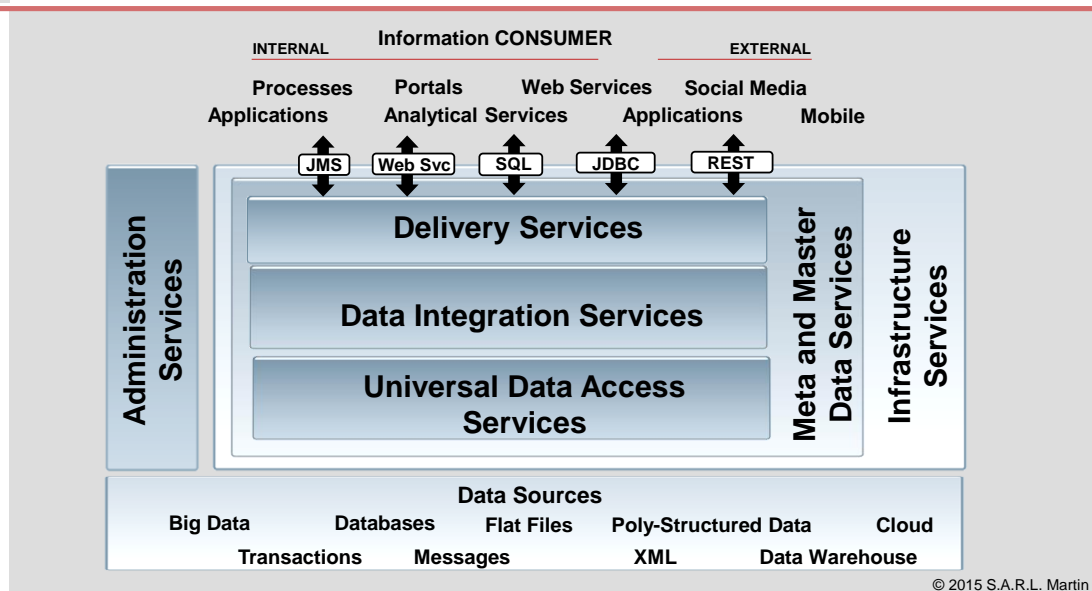 Information CONSUMER
INTERNAL
EXTERNAL
Processes
Portals
Web Services
Social Media
Applications
Analytical Services
Applications
Mobile
JMS
Web Svc
SQL
JDBC
REST
Administration
Services
Delivery Services
Data Integration Services
Universal Data Access
Services
Meta and Master
Data Services
Infrastructure
Services
Data Sources
Big Data
Databases
Flat Files
Poly-Structured Data
Cloud
Transactions
Messages
XML
Data Warehouse
© 2015 S.A.R.L. Martin